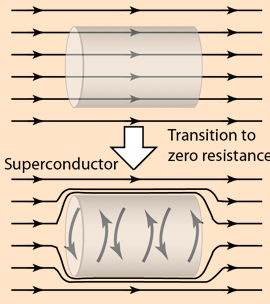 Transition to
zero resistance
Superconductor